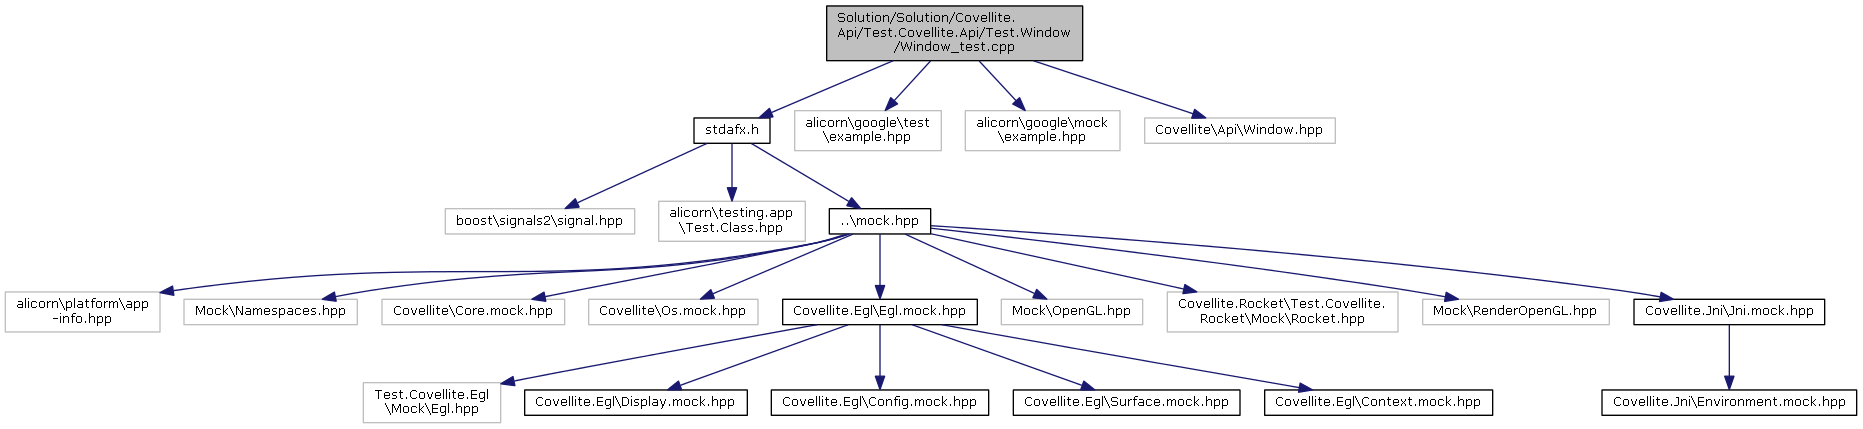 Solution/Solution/Covellite.
Api/Test.Covellite.Api/Test.Window
/Window_test.cpp
stdafx.h
alicorn\google\test
\example.hpp
alicorn\google\mock
\example.hpp
Covellite\Api\Window.hpp
boost\signals2\signal.hpp
alicorn\testing.app
\Test.Class.hpp
..\mock.hpp
alicorn\platform\app
-info.hpp
Mock\Namespaces.hpp
Covellite\Core.mock.hpp
Covellite\Os.mock.hpp
Covellite.Egl\Egl.mock.hpp
Mock\OpenGL.hpp
Covellite.Rocket\Test.Covellite.
Rocket\Mock\Rocket.hpp
Mock\RenderOpenGL.hpp
Covellite.Jni\Jni.mock.hpp
Test.Covellite.Egl
\Mock\Egl.hpp
Covellite.Egl\Display.mock.hpp
Covellite.Egl\Config.mock.hpp
Covellite.Egl\Surface.mock.hpp
Covellite.Egl\Context.mock.hpp
Covellite.Jni\Environment.mock.hpp